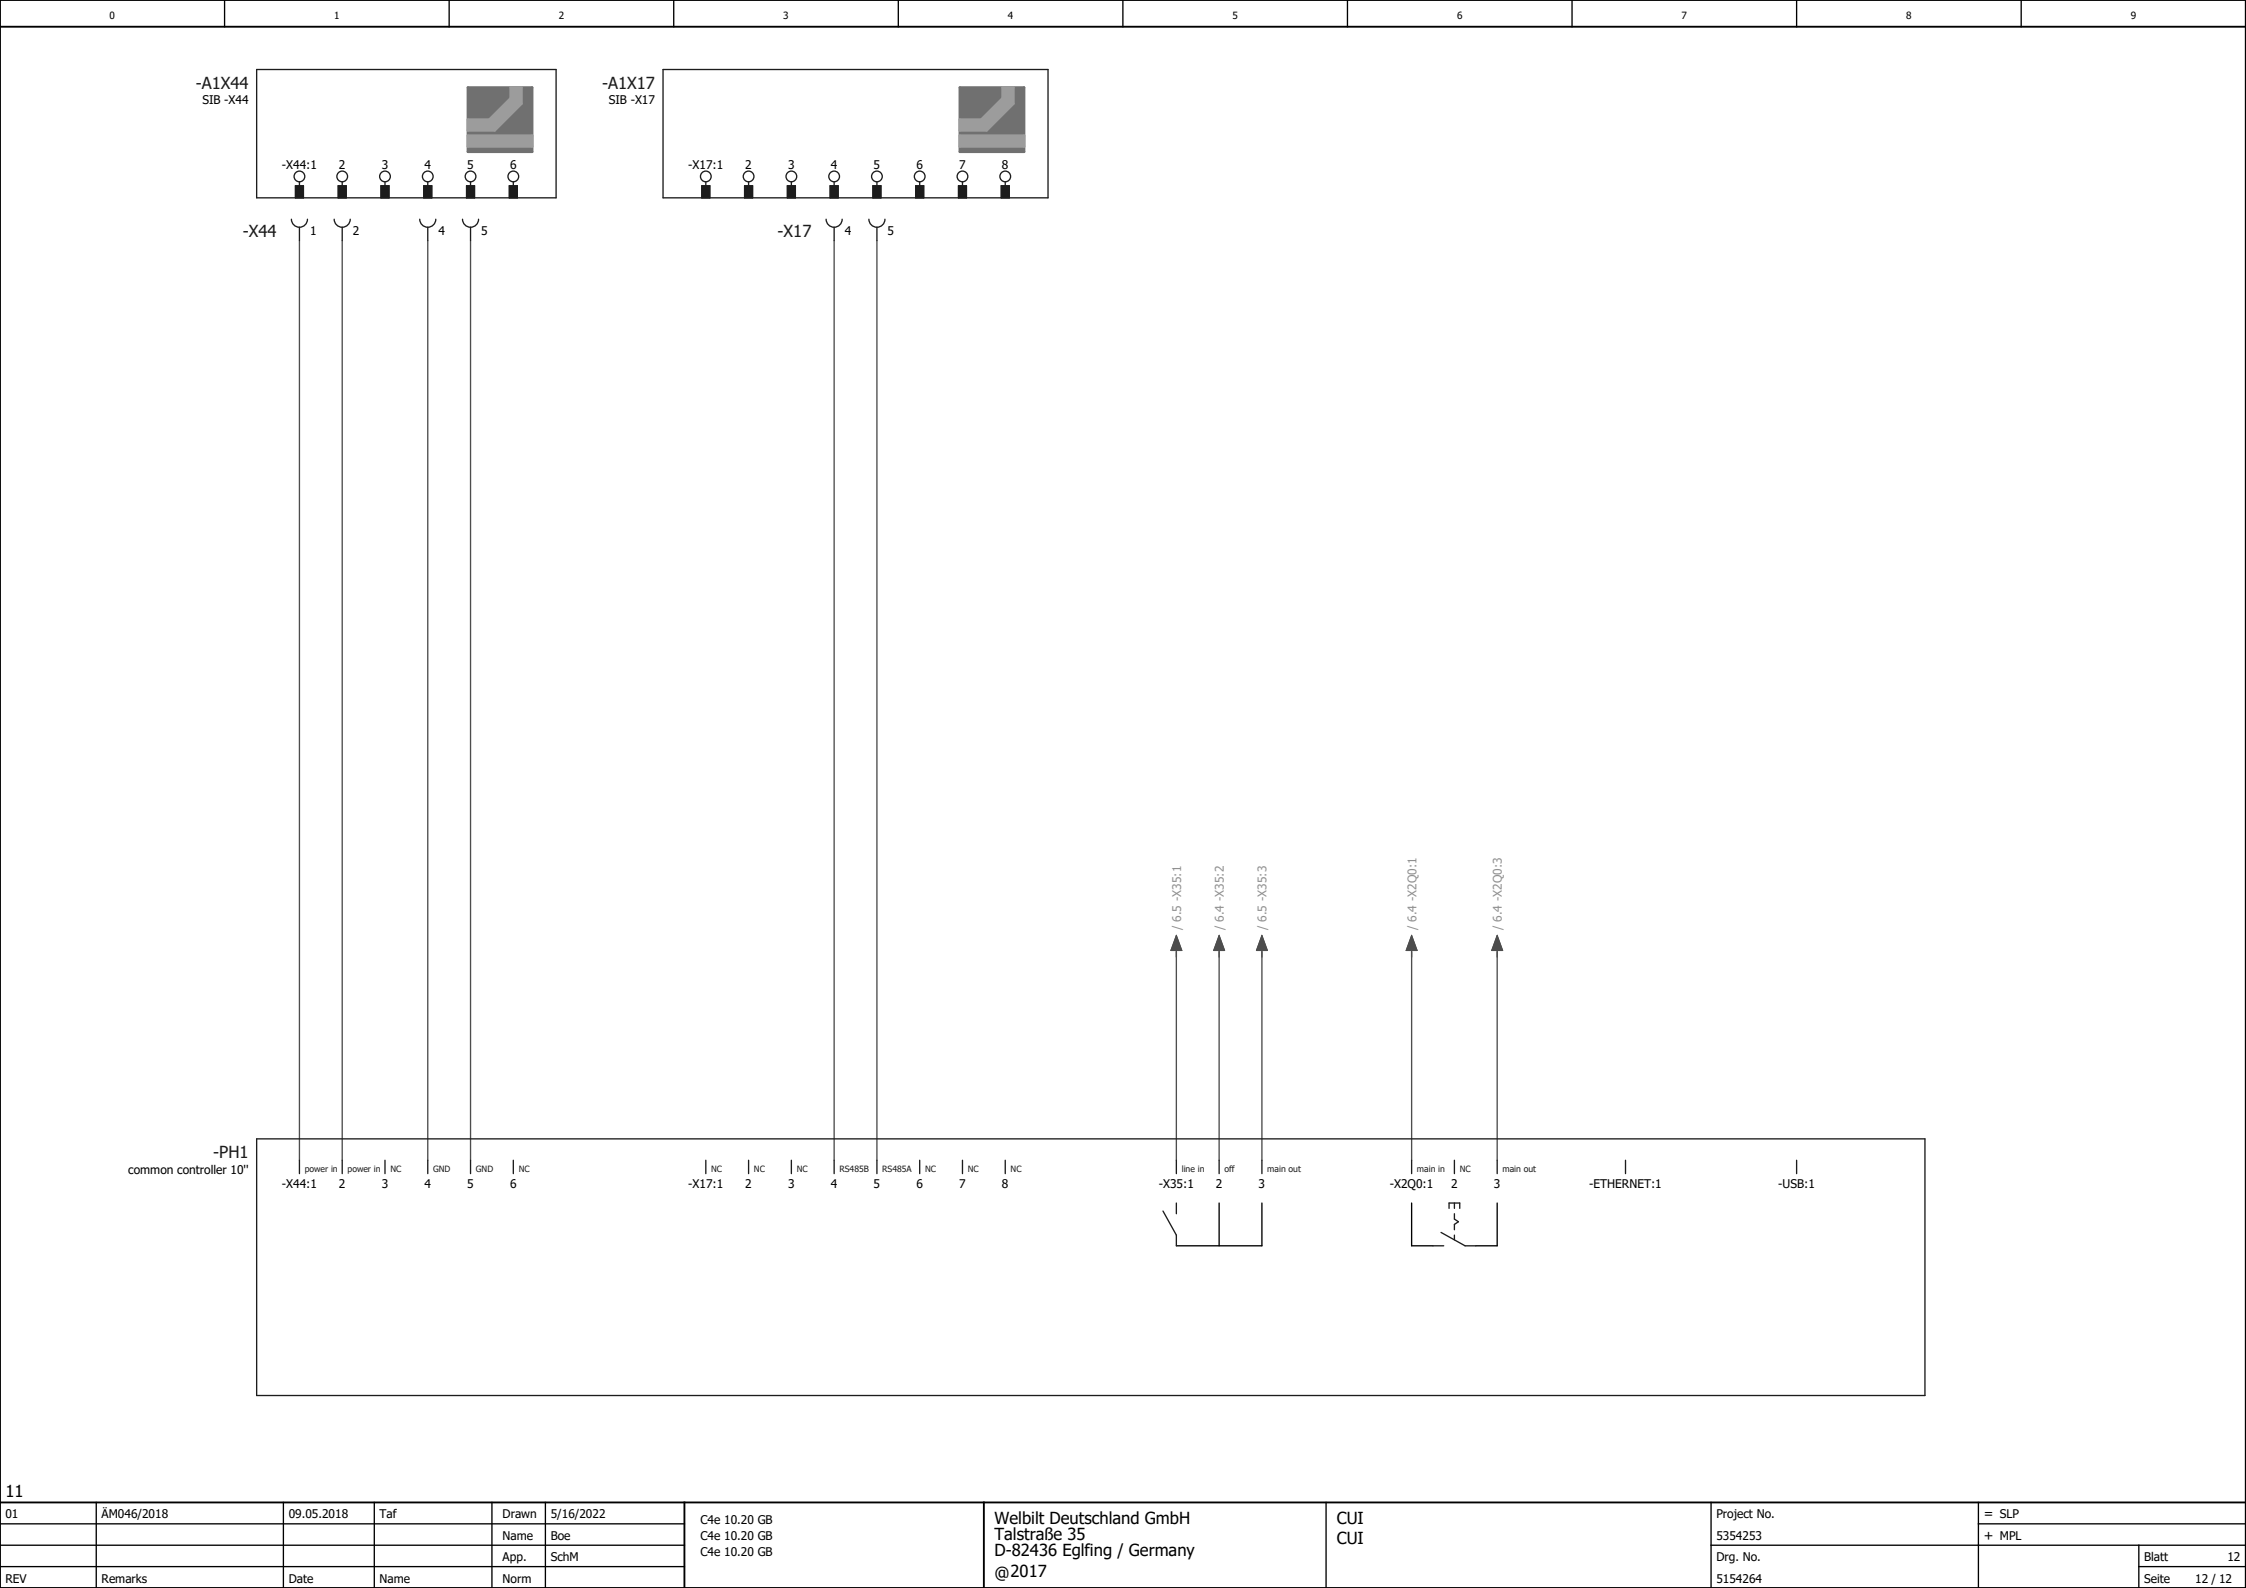 0 1 2 3 4 5 6 7 8 9
-A1X44
SIB -X44
-X44:1 2 3 4 5 6
-X44 1 2 4 5
-A1X17
SIB -X17
-X17:1 2 3 4 5 6 7 8
-X17 4 5
/ 6.5 -X35:1
/ 6.4 -X35:2
/ 6.5 -X35:3
/ 6.4 -X2Q0:1
/ 6.4 -X2Q0:3
-PH1
common controller 10"
power in power in NC GND GND NC
-X44:1 2 3 4 5 6
NC NC NC RS485B RS485A NC NC NC
-X17:1 2 3 4 5 6 7 8
line in off main out
-X35:1 2 3
main in NC main out
-X2Q0:1 2 3
-ETHERNET:1
-USB:1
11
01 ÄM046/2018 09.05.2018 Taf
REV Remarks Date Name
Drawn 5/16/2022
Name Boe
App. SchM
Norm
C4e 10.20 GB
C4e 10.20 GB
C4e 10.20 GB
Welbilt Deutschland GmbH
Talstraße 35
D-82436 Eglfing / Germany
@2017
CUI
CUI
Project No.
5354253
Drg. No.
5154264
= SLP
+ MPL
Blatt 12
Seite 12 / 12